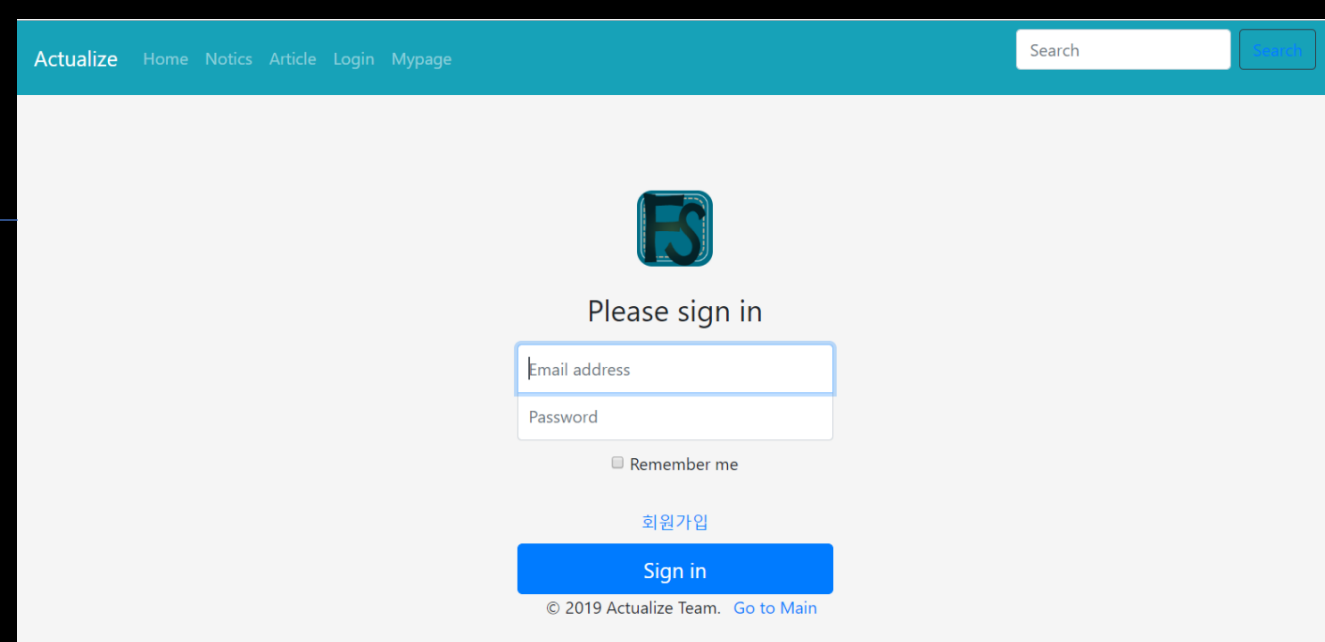 Actualize Home Notics Article Login Mypage Search Search
FS
Please sign in
Email address
Password
Remember me
회원가입
Sign in
© 2019 Actualize Team. Go to Main